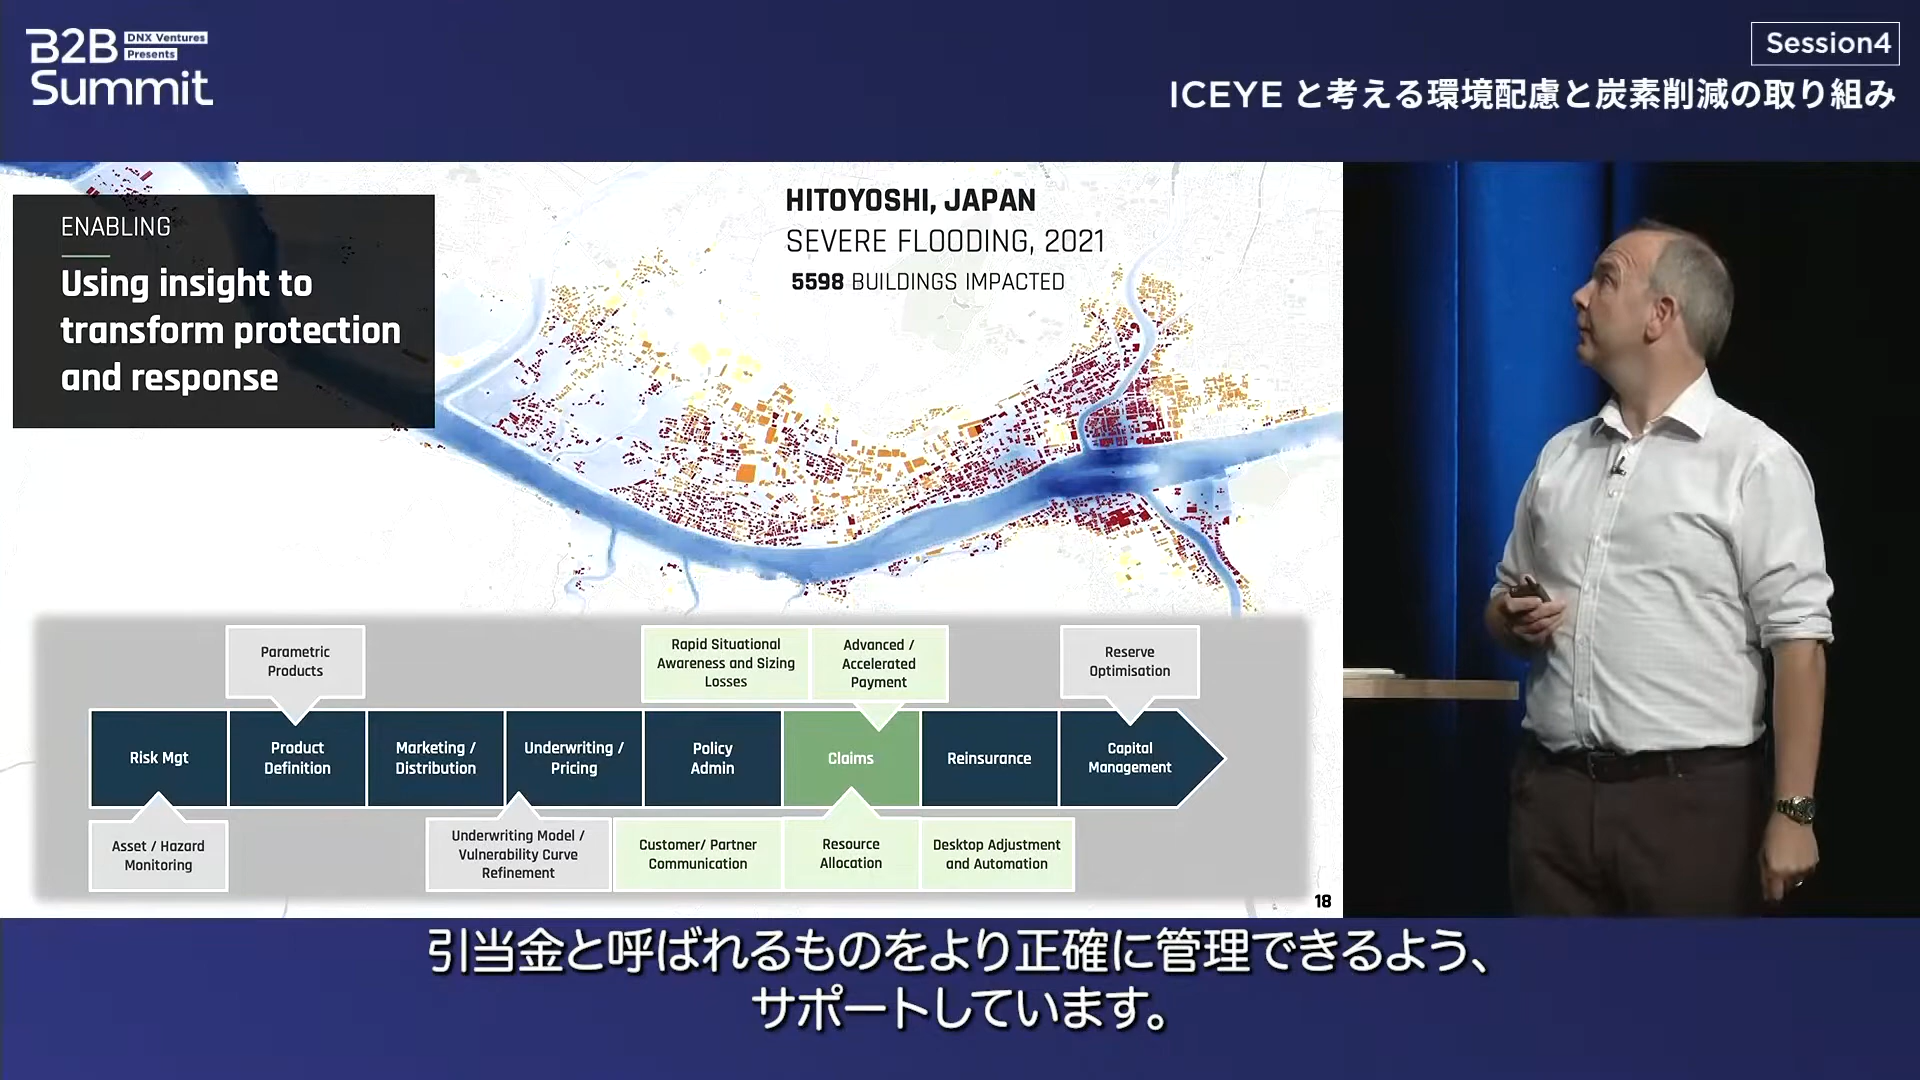 B2B
DNX Ventures
Presents
Summit
Session4
ICEYE と考える環境配慮と炭素削減の取り組み
ENABLING
Using insight to
transform protection
and response
HITOYOSHI, JAPAN
SEVERE FLOODING, 2021
5598 BUILDINGS IMPACTED
Parametric
Products
Rapid Situational
Awareness and Sizing
Losses
Advanced /
Accelerated
Payment
Reserve
Optimisation
Risk Mgt
Product
Definition
Marketing /
Distribution
Underwriting /
Pricing
Policy
Admin
Claims
Reinsurance
Capital
Management
Asset / Hazard
Monitoring
Underwriting Model /
Vulnerability Curve
Refinement
Customer/ Partner
Communication
Resource
Allocation
Desktop Adjustment
and Automation
18
引当金と呼ばれるものをより正確に管理できるよう、
サポートしています。